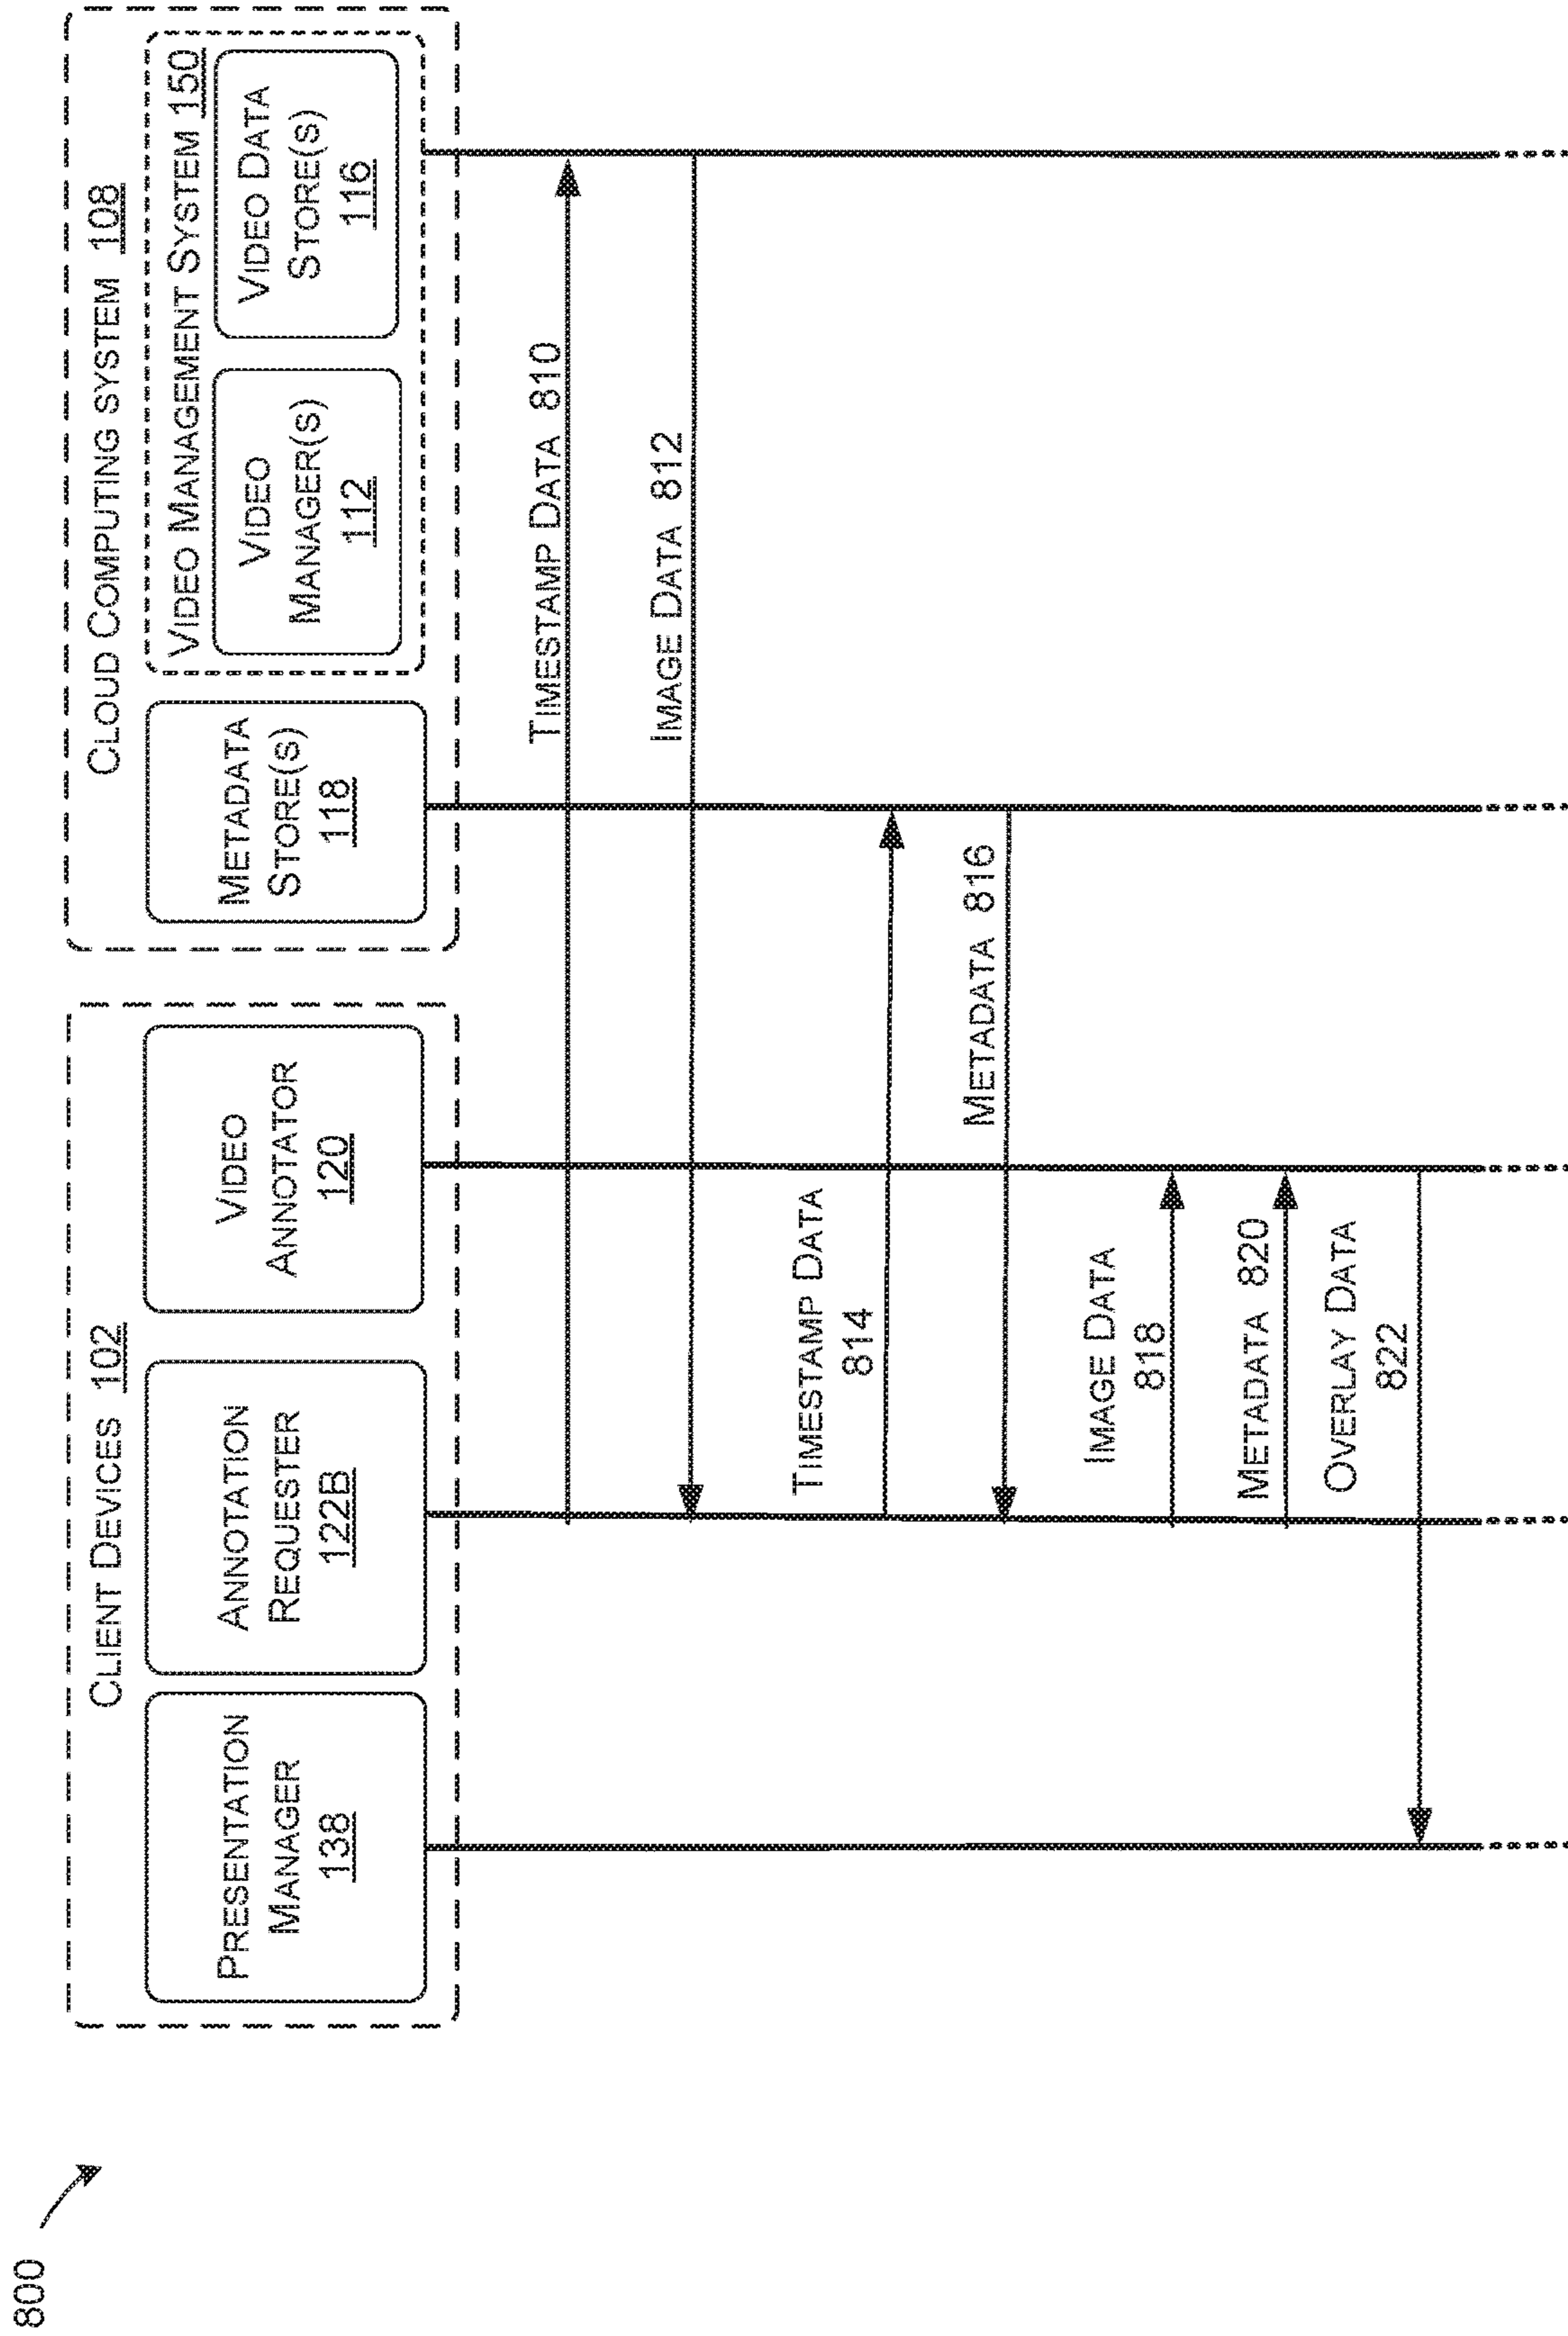 800
CLIENT DEVICES 102
PRESENTATION
MANAGER
138
ANNOTATION
REQUESTER
122B
VIDEO
ANNOTATOR
120
CLOUD COMPUTING SYSTEM 108
METADATA
STORE(S)
118
VIDEO MANAGEMENT SYSTEM 150
VIDEO
MANAGER(S)
112
VIDEO DATA
STORE(S)
116
TIMESTAMP DATA 810
IMAGE DATA 812
TIMESTAMP DATA
814
METADATA 816
IMAGE DATA
818
METADATA 820
OVERLAY DATA
822